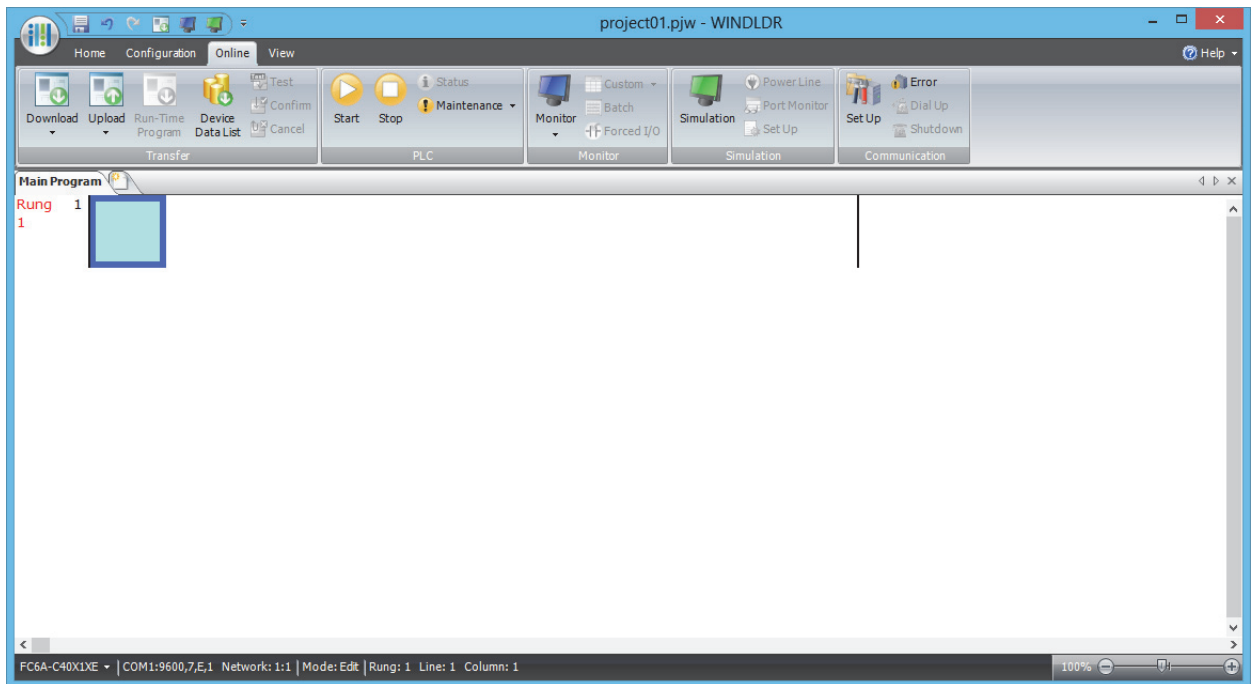 project01.pjw - WINDLDR
Home Configuration Online View Help
Download Upload Run-Time Program Device Data List Test Confirm Cancel
Transfer
Start Stop Status Maintenance
PLC
Monitor Custom Batch Forced I/O
Monitor
Simulation Power Line Port Monitor Set Up
Simulation
Set Up Error Dial Up Shutdown
Communication
Main Program
Rung 1
1
FC6A-C40X1XE COM1:9600,7,E,1 Network: 1:1 Mode: Edit Rung: 1 Line: 1 Column: 1 100%